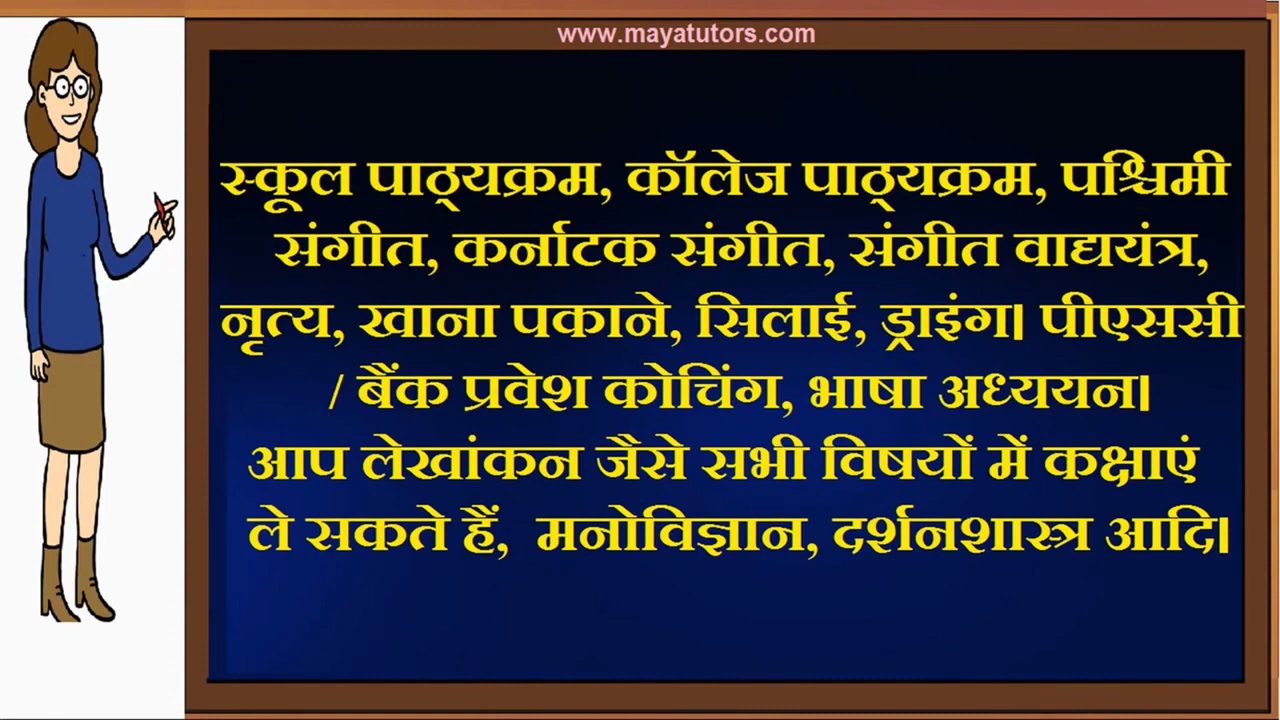 www.mayatutors.com
स्कूल पाठ्यक्रम, कॉलेज पाठ्यक्रम, पश्चिमी
संगीत, कर्नाटक संगीत, संगीत वाद्ययंत्र,
नृत्य, खाना पकाने, सिलाई, ड्राइंग। पीएससी
/ बैंक प्रवेश कोचिंग, भाषा अध्ययन।
आप लेखांकन जैसे सभी विषयों में कक्षाएं
ले सकते हैं, मनोविज्ञान, दर्शनशास्त्र आदि।